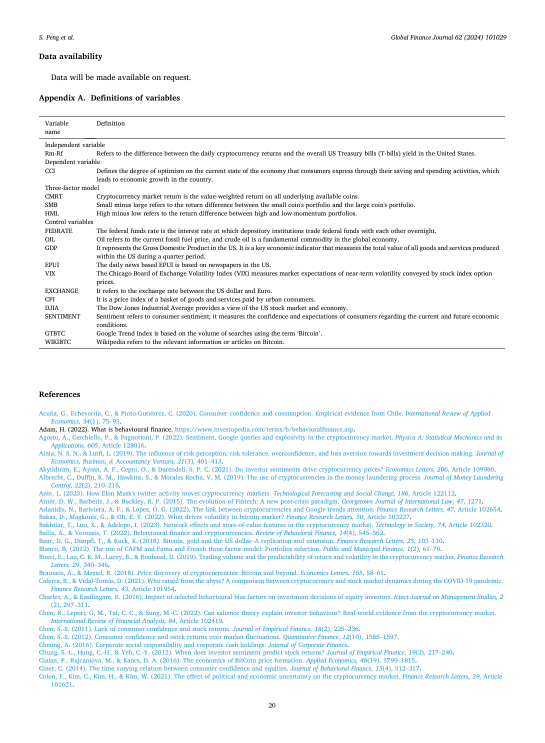 S. Peng et al.
Global Finance Journal 62 (2024) 101029
Data availability
Data will be made available on request.
Appendix A. Definitions of variables
Variable
name
Definition
Independent variable
Rm-Rf Refers to the difference between the daily cryptocurrency returns and the overall US Treasury bills (T-bills) yield in the United States.
Dependent variable
CCI Defines the degree of optimism on the current state of the economy that consumers express through their saving and spending activities, which
leads to economic growth in the country.
Three-factor model
CMRT Cryptocurrency market return is the value-weighted return on all underlying available coins.
SMB Small minus large refers to the return difference between the small coin's portfolio and the large coin's portfolio.
HML High minus low refers to the return difference between high and low-momentum portfolios.
Control variables
FEDRATE The federal funds rate is the interest rate at which depository institutions trade federal funds with each other overnight.
OIL Oil refers to the current fossil fuel price, and crude oil is a fundamental commodity in the global economy.
GDP It represents the Gross Domestic Product in the US. It is a key economic indicator that measures the total value of all goods and services produced
within the US during a quarter period.
EPUI The daily news based EPUI is based on newspapers in the US.
VIX The Chicago Board of Exchange Volatility Index (VIX) measures market expectations of near-term volatility conveyed by stock index option
prices.
EXCHANGE It refers to the exchange rate between the US dollar and Euro.
CPI It is a price index of a basket of goods and services paid by urban consumers.
DJIA The Dow Jones Industrial Average provides a view of the US stock market and economy.
SENTIMENT Sentiment refers to consumer sentiment; it measures the confidence and expectations of consumers regarding the current and future economic
conditions.
GTBTC Google Trend index is based on the volume of searches using the term 'Bitcoin'.
WIKIBTC Wikipedia refers to the relevant information or articles on Bitcoin.
References
Acuña, G., Echeverría, C., & Pinto-Gutiérrez, C. (2020). Consumer confidence and consumption: Empirical evidence from Chile. International Review of Applied
Economics, 34(1), 75–93.
Adam, H. (2022). What is behavioural finance. https://www.investopedia.com/terms/b/behavioralfinance.asp.
Agosto, A., Cerchiello, P., & Pagnottoni, P. (2022). Sentiment, Google queries and explosivity in the cryptocurrency market. Physica A: Statistical Mechanics and its
Applications, 605, Article 128016.
Ainia, N. S. N., & Lutfi, L. (2019). The influence of risk perception, risk tolerance, overconfidence, and loss aversion towards investment decision making. Journal of
Economics, Business, & Accountancy Ventura, 21(3), 401–413.
Akyildirim, E., Aysan, A. F., Cepni, O., & Darendeli, S. P. C. (2021). Do investor sentiments drive cryptocurrency prices? Economics Letters, 206, Article 109980.
Albrecht, C., Duffin, K. M., Hawkins, S., & Morales Rocha, V. M. (2019). The use of cryptocurrencies in the money laundering process. Journal of Money Laundering
Control, 22(2), 210–216.
Ante, L. (2023). How Elon Musk's twitter activity moves cryptocurrency markets. Technological Forecasting and Social Change, 186, Article 122112.
Arner, D. W., Barberis, J., & Buckley, R. P. (2015). The evolution of Fintech: A new post-crisis paradigm. Georgetown Journal of International Law, 47, 1271.
Aslanidis, N., Bariviera, A. F., & López, O. G. (2022). The link between cryptocurrencies and Google trends attention. Finance Research Letters, 47, Article 102654.
Bakas, D., Magkonis, G., & Oh, E. Y. (2022). What drives volatility in bitcoin market? Finance Research Letters, 50, Article 103237.
Bakhtiar, T., Luo, X., & Adelopo, I. (2023). Network effects and store-of-value features in the cryptocurrency market. Technology in Society, 74, Article 102320.
Ballis, A., & Verousis, T. (2022). Behavioural finance and cryptocurrencies. Review of Behavioral Finance, 14(4), 545–562.
Baur, D. G., Dimpfl, T., & Kuck, K. (2018). Bitcoin, gold and the US dollar–A replication and extension. Finance Research Letters, 25, 103–110.
Blanco, B. (2012). The use of CAPM and Fama and French three factor model: Portfolios selection. Public and Municipal Finance, 1(2), 61–70.
Bouri, E., Lau, C. K. M., Lucey, B., & Roubaud, D. (2019). Trading volume and the predictability of return and volatility in the cryptocurrency market. Finance Research
Letters, 29, 340–346.
Brauneis, A., & Mestel, R. (2018). Price discovery of cryptocurrencies: Bitcoin and beyond. Economics Letters, 165, 58–61.
Caferra, R., & Vidal-Tomás, D. (2021). Who raised from the abyss? A comparison between cryptocurrency and stock market dynamics during the COVID-19 pandemic.
Finance Research Letters, 43, Article 101954.
Charles, A., & Kasilingam, R. (2016). Impact of selected behavioural bias factors on investment decisions of equity investors. Ictact Journal on Management Studies, 2
(2), 297–311.
Chen, R., Lepori, G. M., Tai, C.-C., & Sung, M.-C. (2022). Can salience theory explain investor behaviour? Real-world evidence from the cryptocurrency market.
International Review of Financial Analysis, 84, Article 102419.
Chen, S.-S. (2011). Lack of consumer confidence and stock returns. Journal of Empirical Finance, 18(2), 225–236.
Chen, S.-S. (2012). Consumer confidence and stock returns over market fluctuations. Quantitative Finance, 12(10), 1585–1597.
Cheung, A. (2016). Corporate social responsibility and corporate cash holdings. Journal of Corporate Finance.
Chung, S.-L., Hung, C.-H., & Yeh, C.-Y. (2012). When does investor sentiment predict stock returns? Journal of Empirical Finance, 19(2), 217–240.
Ciaian, P., Rajcaniova, M., & Kancs, D. A. (2016). The economics of BitCoin price formation. Applied Economics, 48(19), 1799–1815.
Ciner, C. (2014). The time varying relation between consumer confidence and equities. Journal of Behavioral Finance, 15(4), 312–317.
Colon, F., Kim, C., Kim, H., & Kim, W. (2021). The effect of political and economic uncertainty on the cryptocurrency market. Finance Research Letters, 39, Article
101621.
20